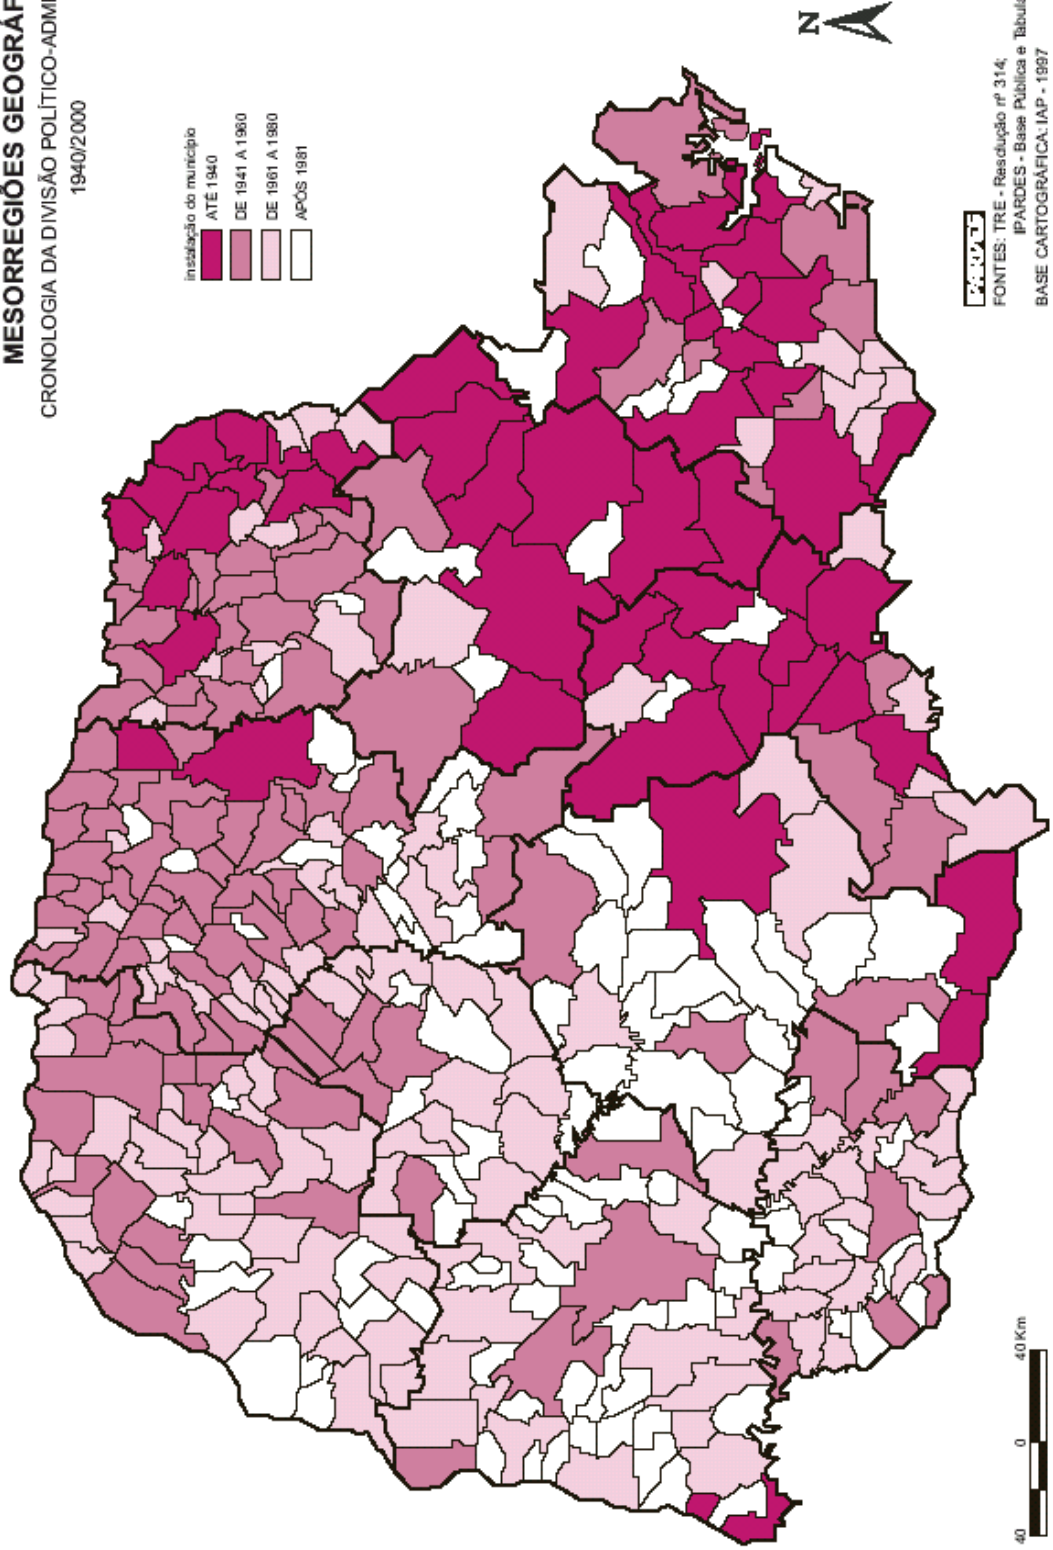 MESORREGIÕES GEOGRÁF
CRONOLOGIA DA DIVISÃO POLÍTICO-ADMI
1940/2000
instalação do município
ATÉ 1940
DE 1941 A 1960
DE 1961 A 1980
APÓS 1981
N
IPARDES
FONTES: TRE - Resolução nº 314;
IPARDES - Base Pública e Tabula
BASE CARTOGRÁFICA: IAP - 1997
40 0 40 Km